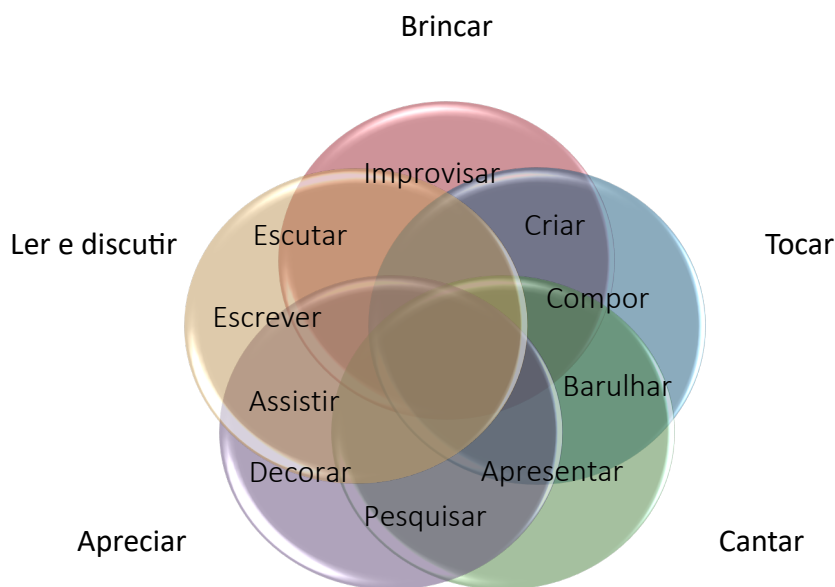 Brincar
Improvisar
Criar
Escutar
Ler e discutir
Tocar
Compor
Escrever
Barulhar
Assistir
Decorar
Apresentar
Pesquisar
Apreciar
Cantar